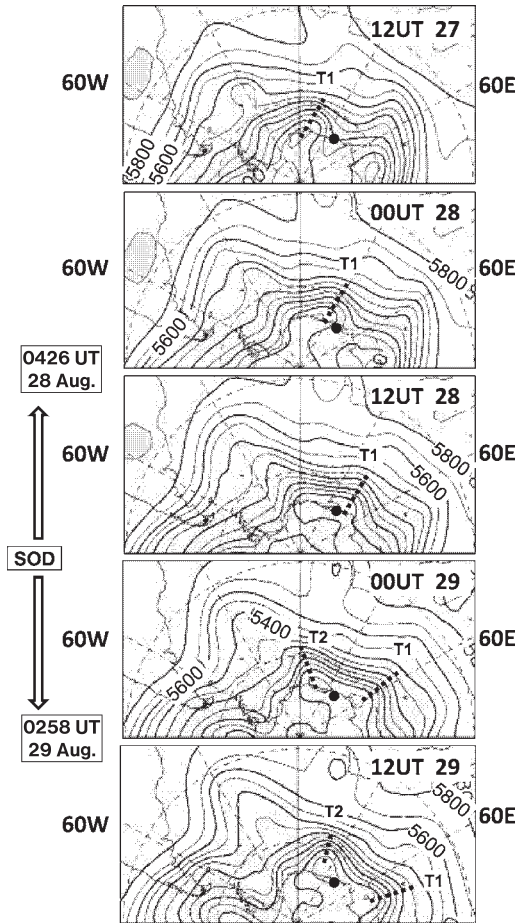 12UT 27
T1
60W
60E
5800
5600
00UT 28
T1
5800
60W
60E
5600
0426 UT
28 Aug.
12UT 28
T1
5800
60W
60E
5600
SOD
00UT 29
5400
T2
T1
60W
60E
5600
0258 UT
29 Aug.
12UT 29
5800
T2
60W
60E
5600
T1